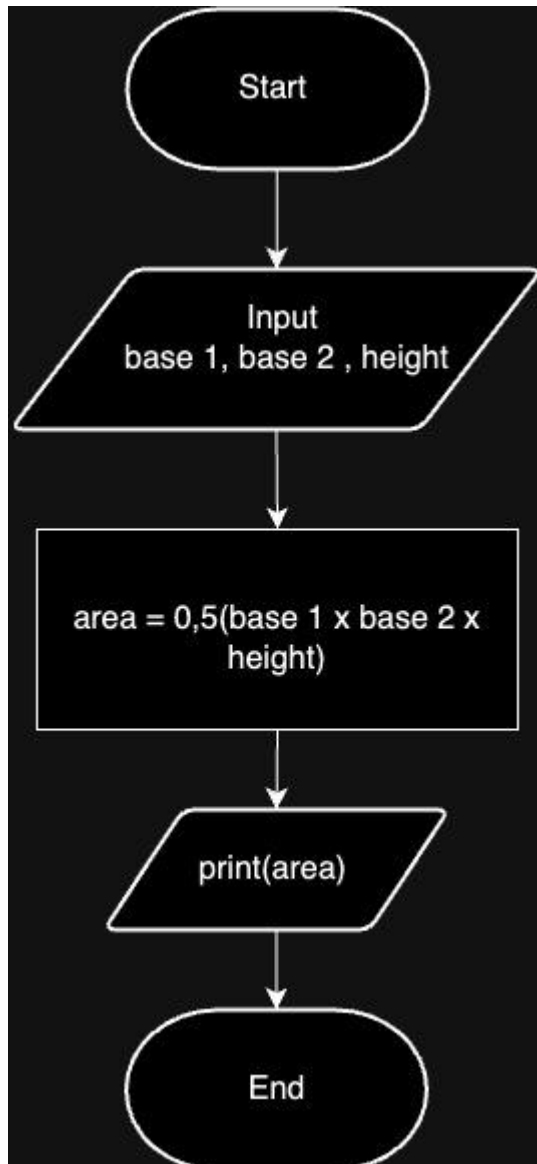 Start
Input
base 1, base 2 , height
area = 0,5(base 1 x base 2 x
height)
print(area)
End